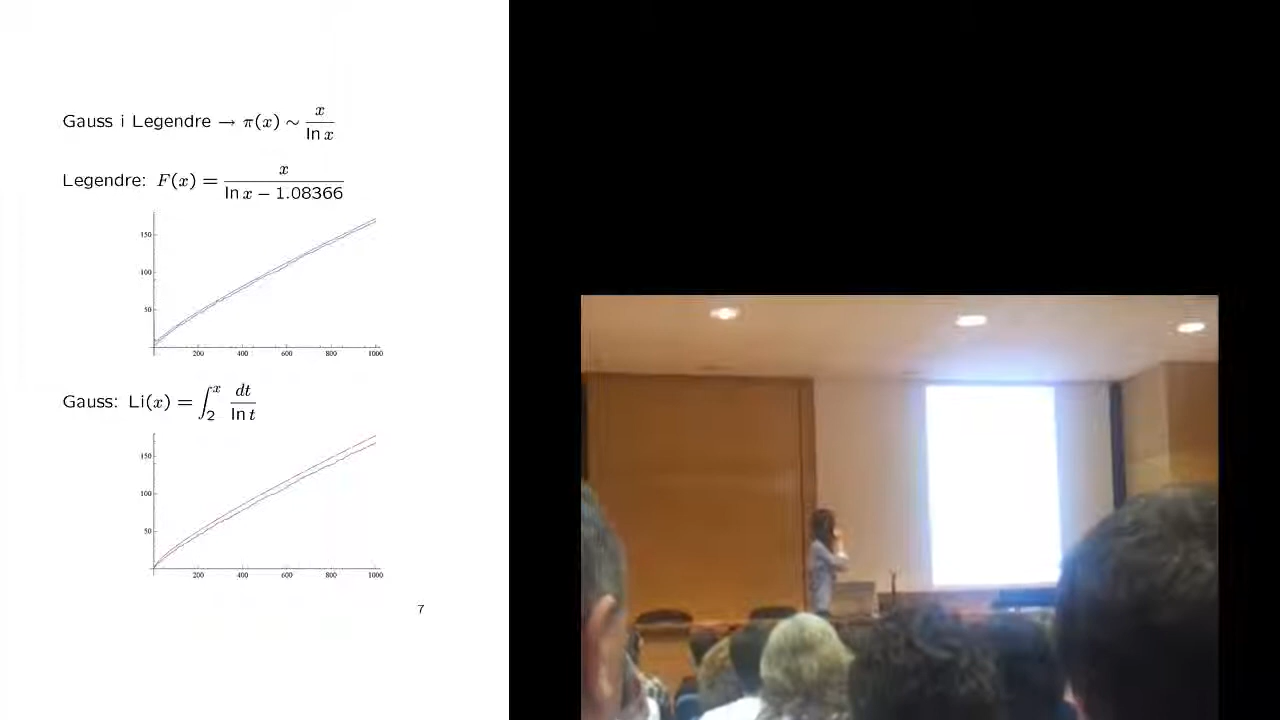 Gauss i Legendre → π(x) ∼ x / ln x
Legendre: F(x) = x / (ln x − 1.08366)
150
100
50
200 400 600 800 1000
Gauss: Li(x) = ∫₂ˣ dt / ln t
150
100
50
200 400 600 800 1000
7